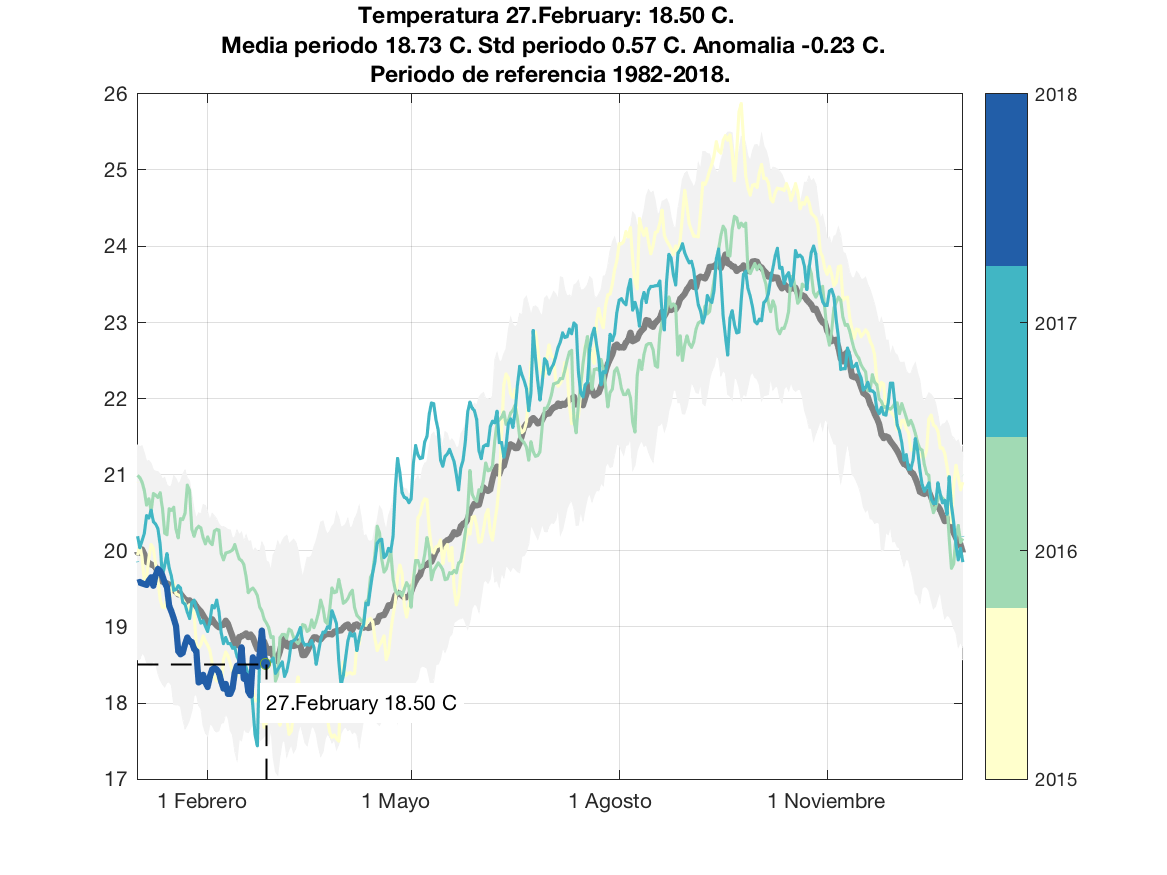 Temperatura 27.February: 18.50 C.
Media periodo 18.73 C. Std periodo 0.57 C. Anomalia -0.23 C.
Periodo de referencia 1982-2018.
26
25
24
23
22
21
20
19
18
17
27.February 18.50 C
1 Febrero
1 Mayo
1 Agosto
1 Noviembre
2018
2017
2016
2015